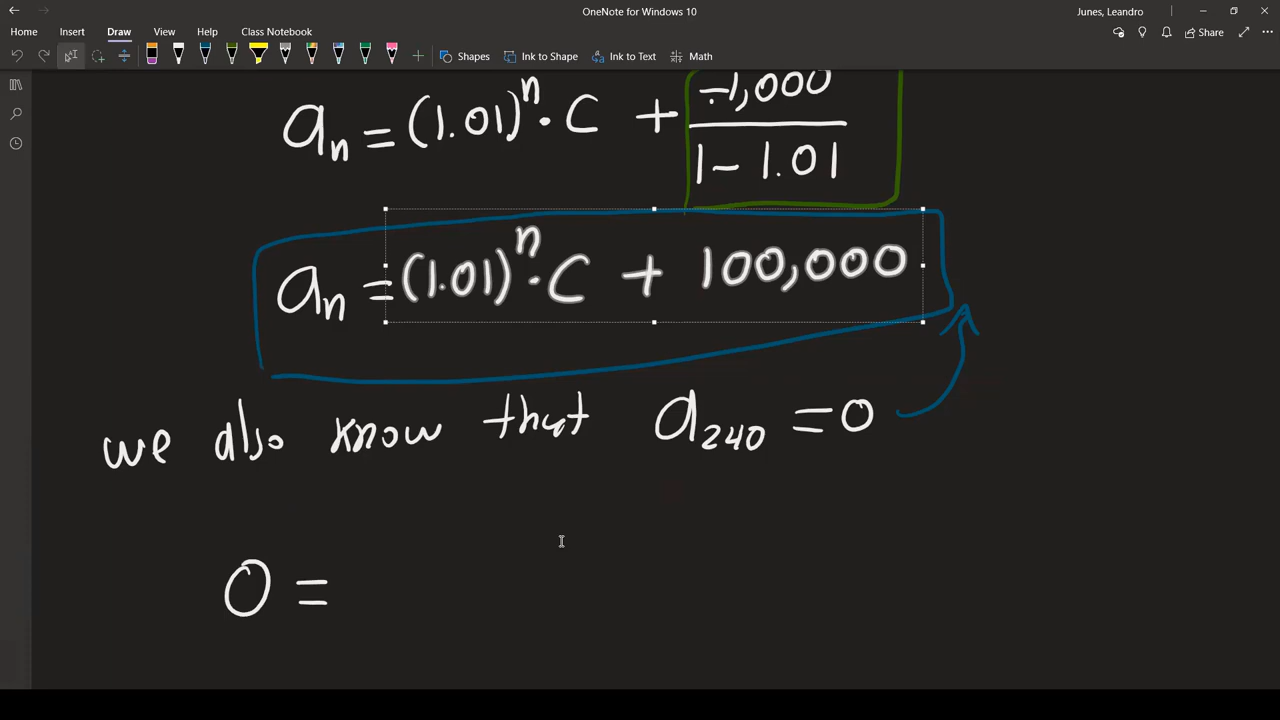 OneNote for Windows 10
Junes, Leandro
Home Insert Draw View Help Class Notebook
Share
Shapes Ink to Shape Ink to Text Math
aₙ = (1.01)ⁿ · C + -1,000 / 1 - 1.01
aₙ = (1.01)ⁿ · C + 100,000
we also know that a₂₄₀ = 0
0 =